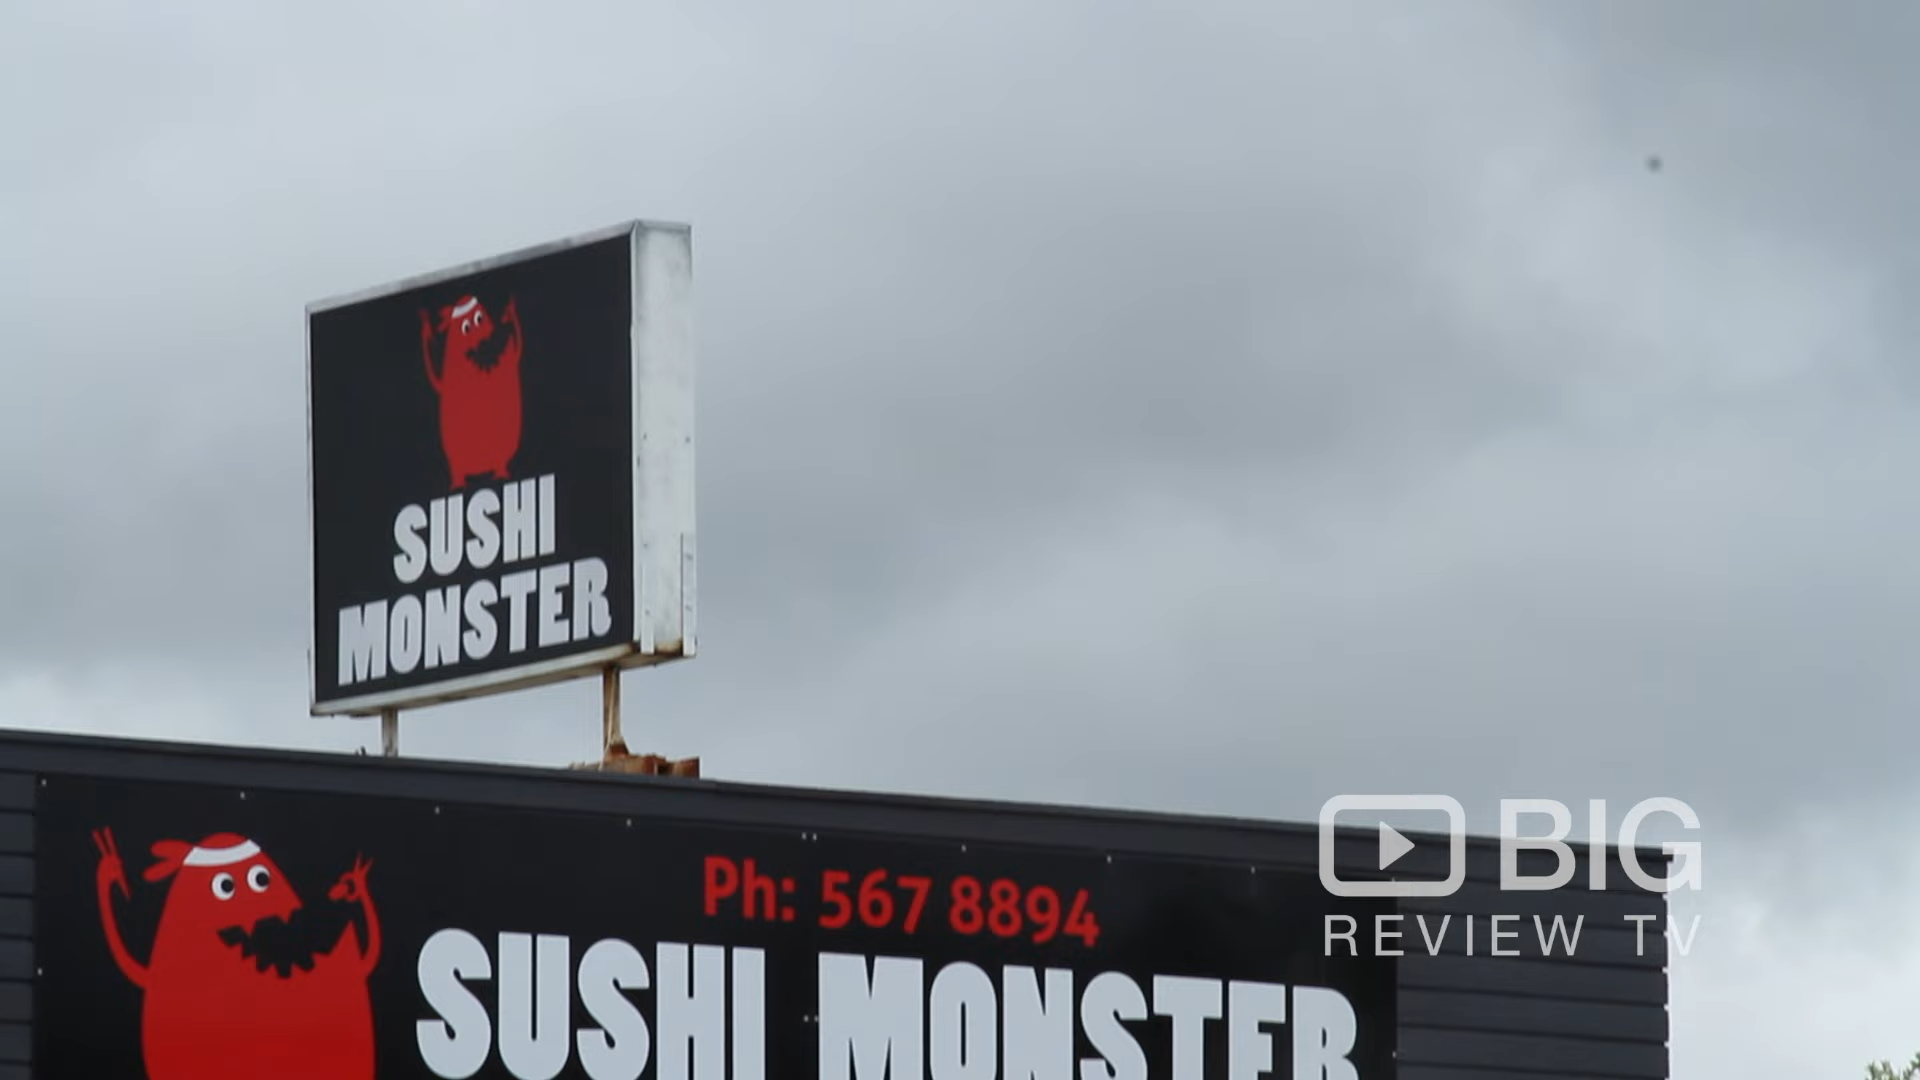 SUSHI
MONSTER
Ph: 567 8894
SUSHI MONSTER
BIG
REVIEW TV